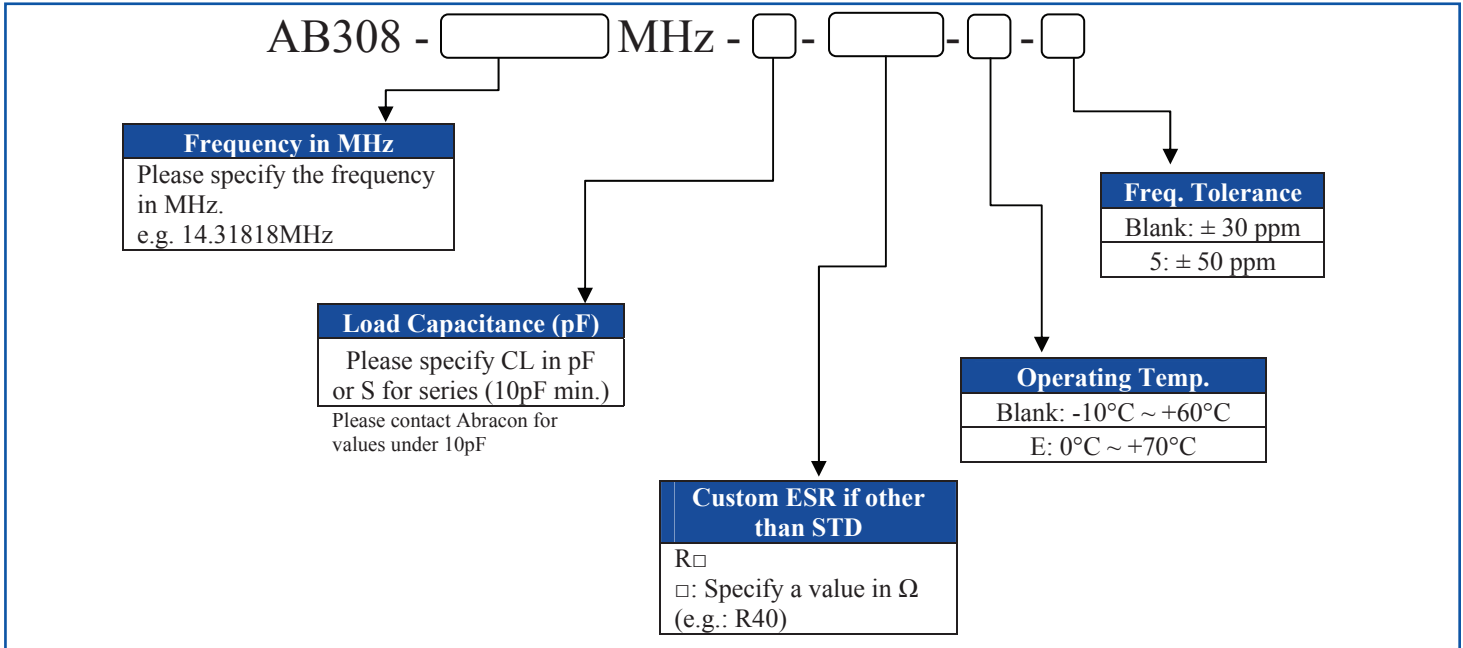 AB308 - MHz - - - -
Frequency in MHz
Please specify the frequency
in MHz.
e.g. 14.31818MHz
Load Capacitance (pF)
Please specify CL in pF
or S for series (10pF min.)
Please contact Abracon for
values under 10pF
Custom ESR if other
than STD
R□
□: Specify a value in Ω
(e.g.: R40)
Operating Temp.
Blank: -10°C ~ +60°C
E: 0°C ~ +70°C
Freq. Tolerance
Blank: ± 30 ppm
5: ± 50 ppm